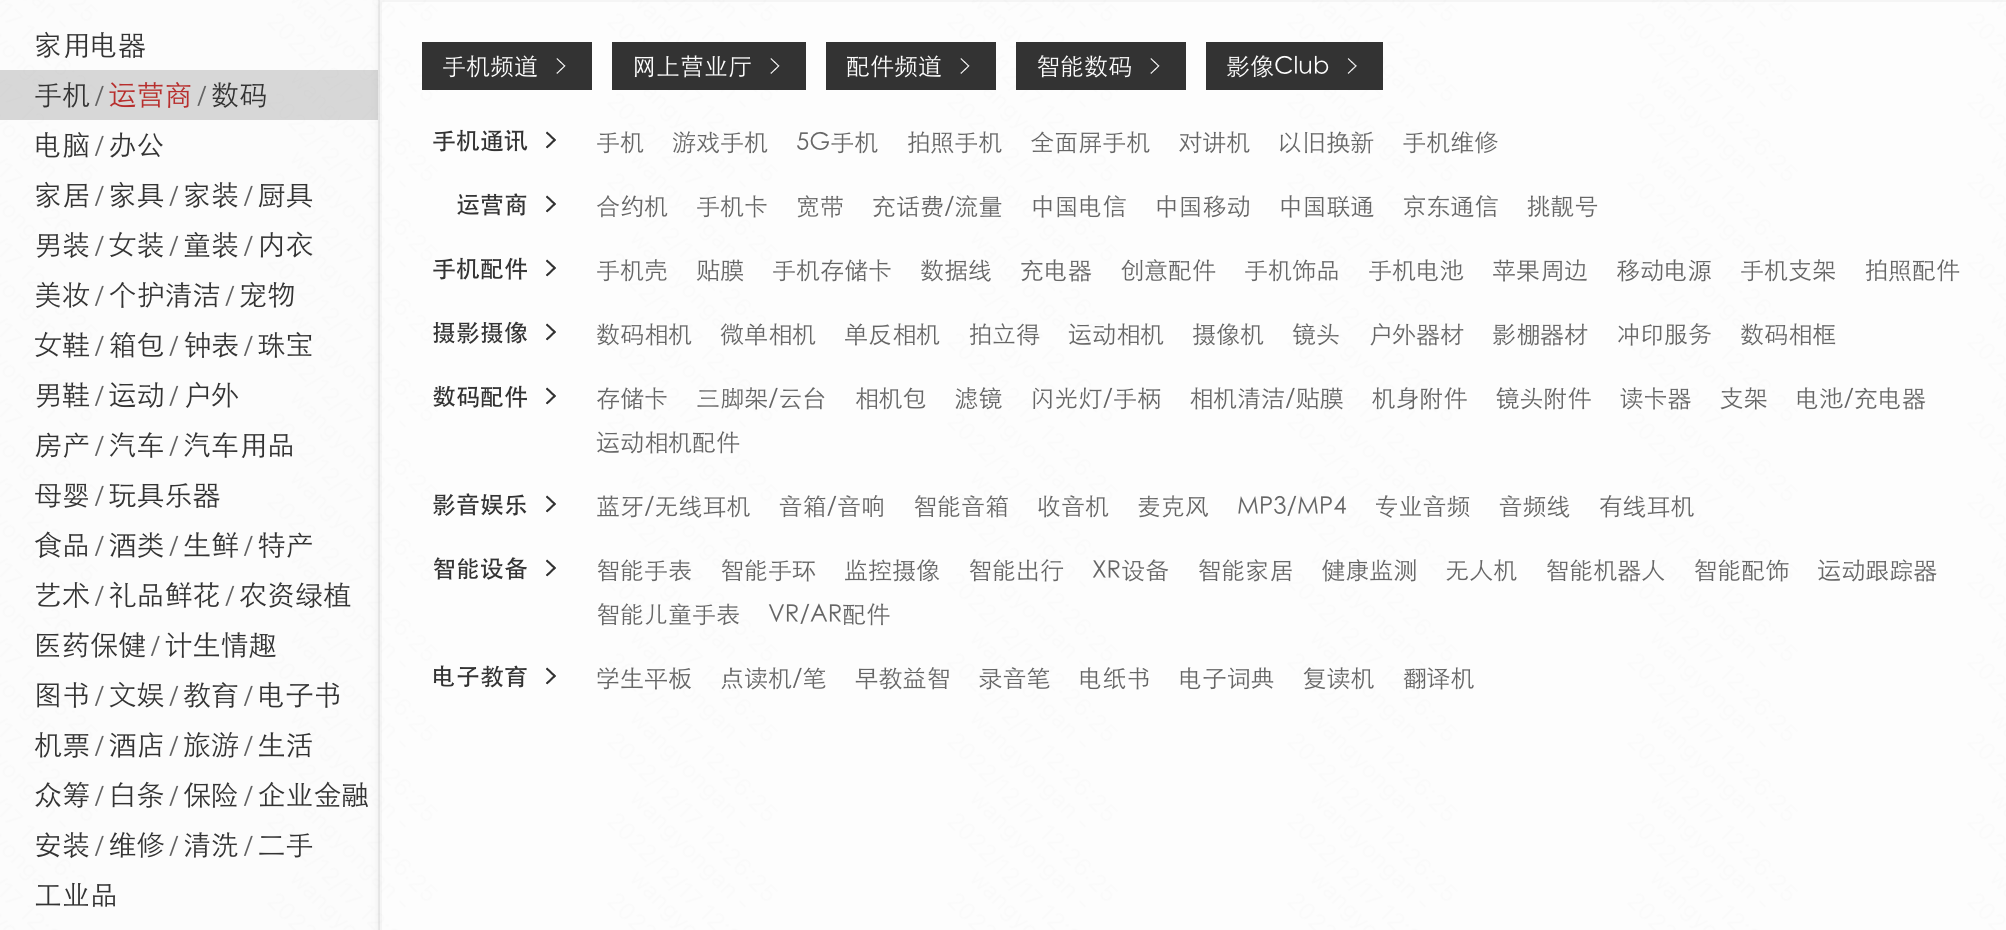 家用电器
手机 / 运营商 / 数码
电脑 / 办公
家居 / 家具 / 家装 / 厨具
男装 / 女装 / 童装 / 内衣
美妆 / 个护清洁 / 宠物
女鞋 / 箱包 / 钟表 / 珠宝
男鞋 / 运动 / 户外
房产 / 汽车 / 汽车用品
母婴 / 玩具乐器
食品 / 酒类 / 生鲜 / 特产
艺术 / 礼品鲜花 / 农资绿植
医药保健 / 计生情趣
图书 / 文娱 / 教育 / 电子书
机票 / 酒店 / 旅游 / 生活
众筹 / 白条 / 保险 / 企业金融
安装 / 维修 / 清洗 / 二手
工业品
手机频道 > 网上营业厅 > 配件频道 > 智能数码 > 影像Club >
手机通讯 > 手机 游戏手机 5G手机 拍照手机 全面屏手机 对讲机 以旧换新 手机维修
运营商 > 合约机 手机卡 宽带 充话费/流量 中国电信 中国移动 中国联通 京东通信 挑靓号
手机配件 > 手机壳 贴膜 手机存储卡 数据线 充电器 创意配件 手机饰品 手机电池 苹果周边 移动电源 手机支架 拍照配件
摄影摄像 > 数码相机 微单相机 单反相机 拍立得 运动相机 摄像机 镜头 户外器材 影棚器材 冲印服务 数码相框
数码配件 > 存储卡 三脚架/云台 相机包 滤镜 闪光灯/手柄 相机清洁/贴膜 机身附件 镜头附件 读卡器 支架 电池/充电器
运动相机配件
影音娱乐 > 蓝牙/无线耳机 音箱/音响 智能音箱 收音机 麦克风 MP3/MP4 专业音频 音频线 有线耳机
智能设备 > 智能手表 智能手环 监控摄像 智能出行 XR设备 智能家居 健康监测 无人机 智能机器人 智能配饰 运动跟踪器
智能儿童手表 VR/AR配件
电子教育 > 学生平板 点读机/笔 早教益智 录音笔 电纸书 电子词典 复读机 翻译机